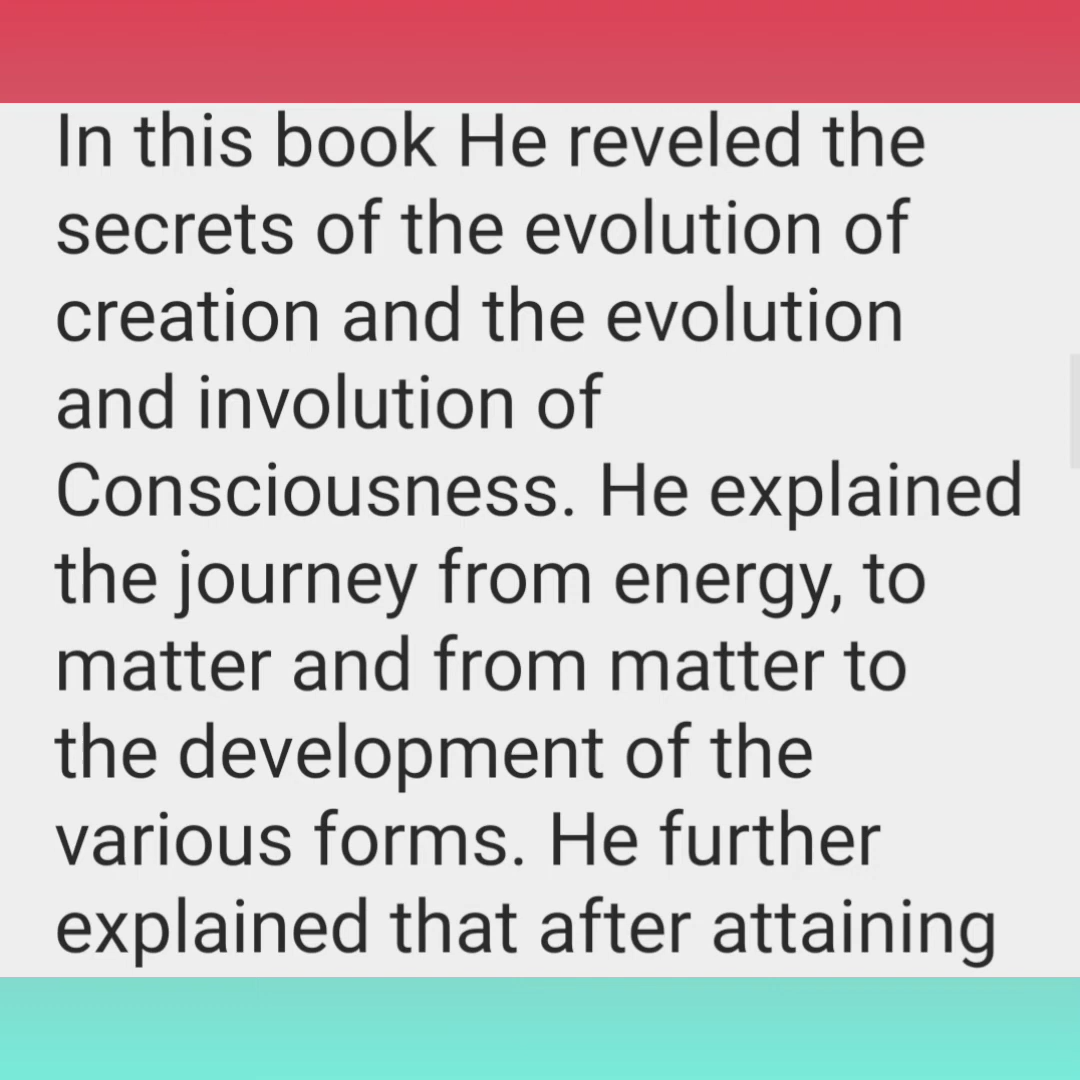 In this book He reveled the
secrets of the evolution of
creation and the evolution
and involution of
Consciousness. He explained
the journey from energy, to
matter and from matter to
the development of the
various forms. He further
explained that after attaining